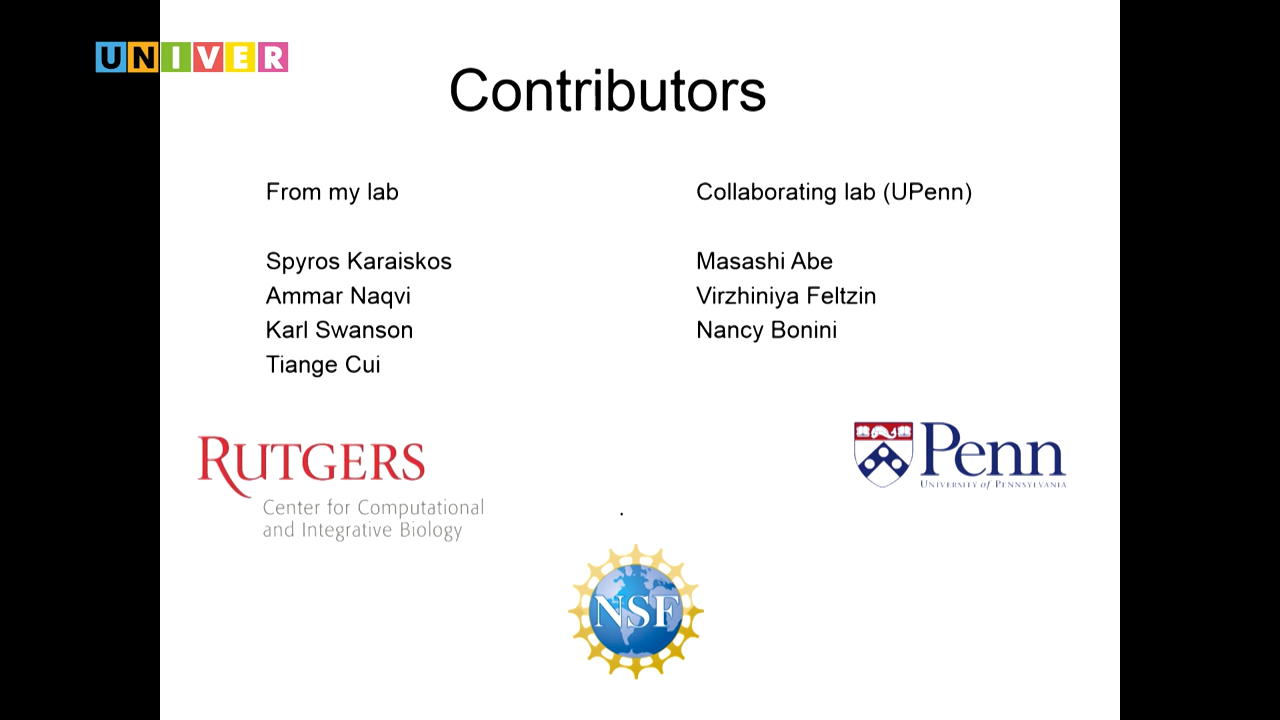 UNIVER
Contributors
From my lab
Spyros Karaiskos
Ammar Naqvi
Karl Swanson
Tiange Cui
Collaborating lab (UPenn)
Masashi Abe
Virzhiniya Feltzin
Nancy Bonini
RUTGERS
Center for Computational
and Integrative Biology
.
Penn
UNIVERSITY of PENNSYLVANIA
NSF